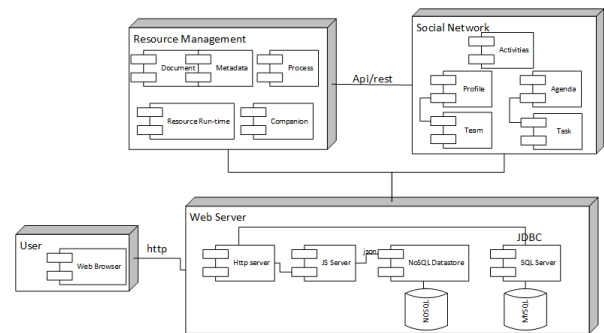 Resource Management
Document
Metadata
Process
Resource Run-time
Companion
Api/rest
Social Network
Activities
Profile
Agenda
Team
Task
User
Web Browser
http
Web Server
Http server
JS Server
json
NoSQL Datastore
JDBC
SQL Server
NOSQL
MYSQL